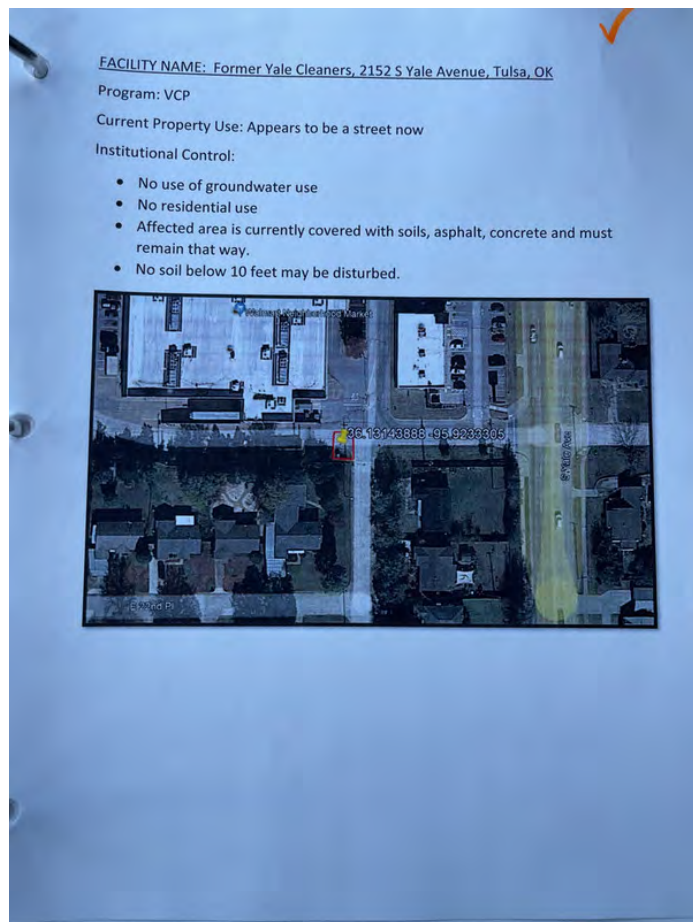 FACILITY NAME: Former Yale Cleaners, 2152 S Yale Avenue, Tulsa, OK
Program: VCP
Current Property Use: Appears to be a street now
Institutional Control:
• No use of groundwater use
• No residential use
• Affected area is currently covered with soils, asphalt, concrete and must
remain that way.
• No soil below 10 feet may be disturbed.
Walmart Neighborhood Market
36.13143888 -95.9233305
S Yale Ave